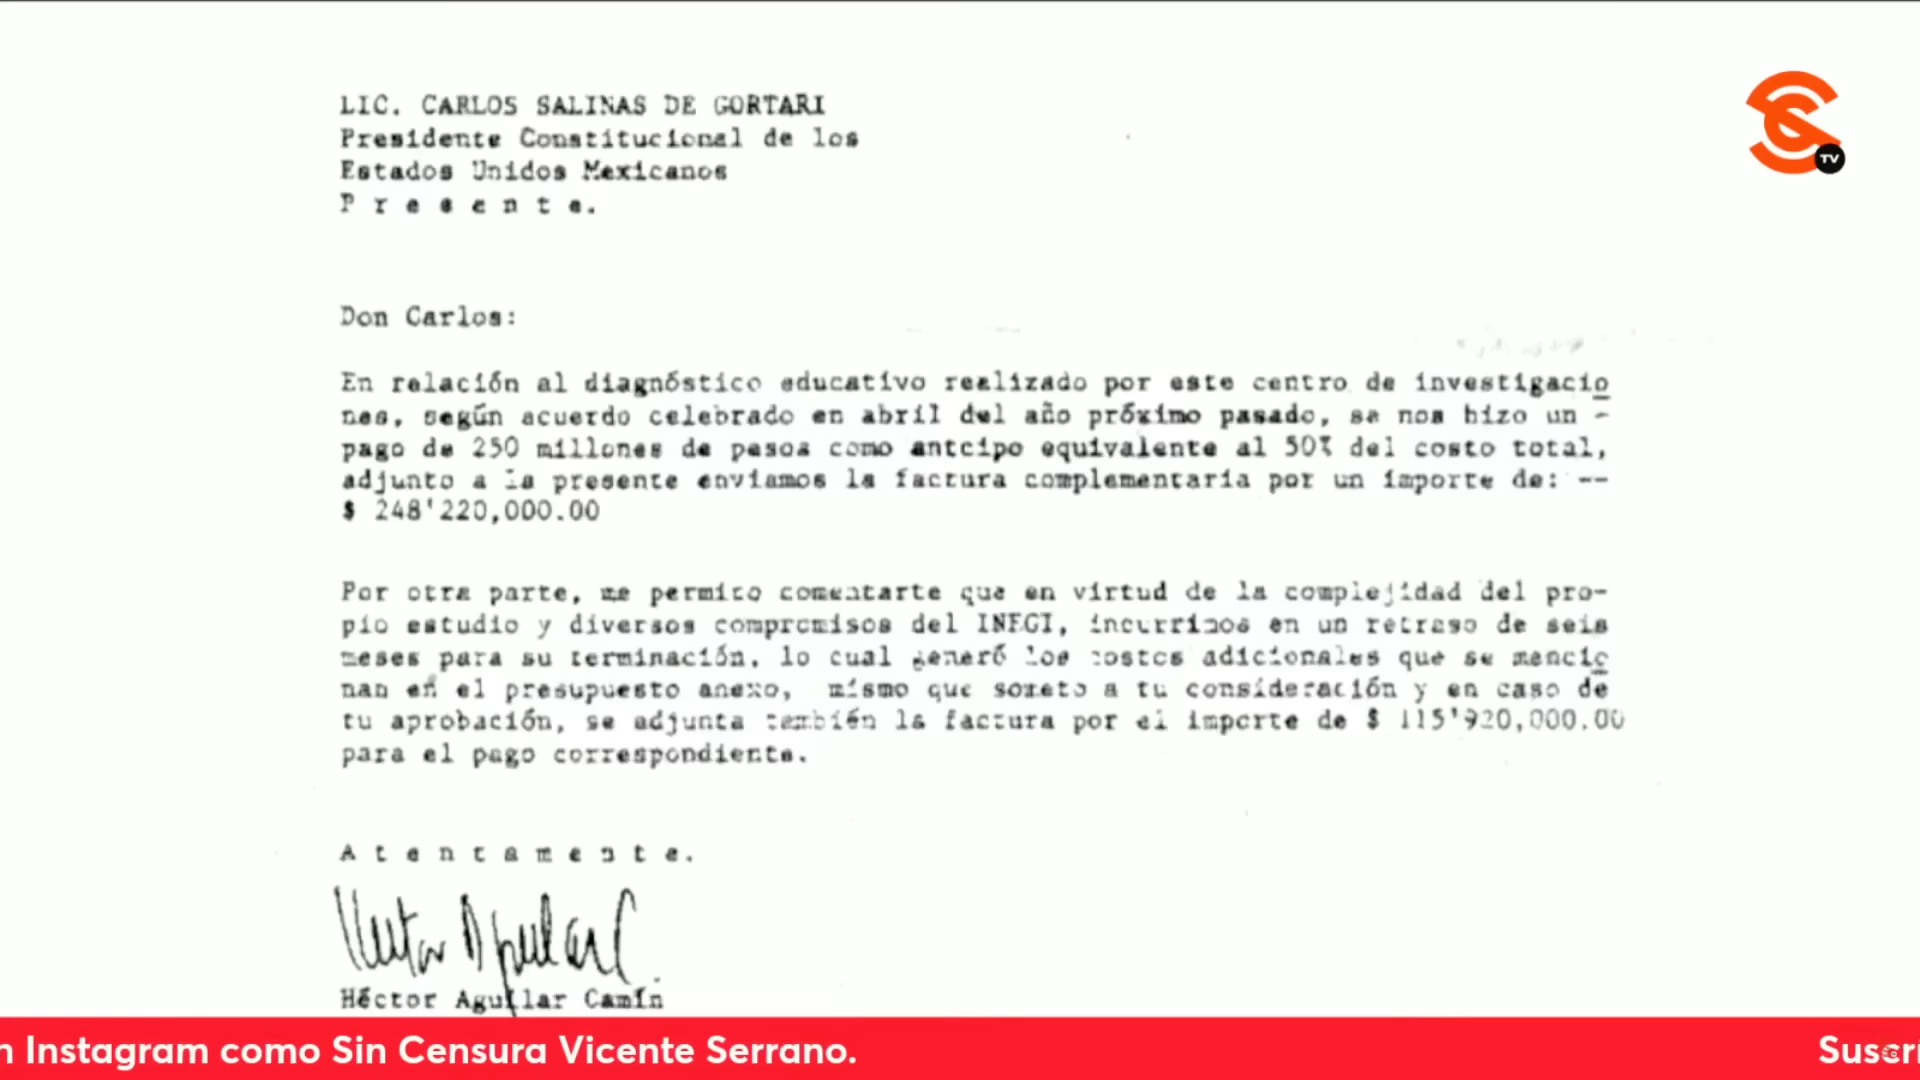 LIC. CARLOS SALINAS DE GORTARI
Presidente Constitucional de los
Estados Unidos Mexicanos
P r e s e n t e.
TV
Don Carlos:
En relación al diagnóstico educativo realizado por este centro de investigacio
nes, según acuerdo celebrado en abril del año próximo pasado, se nos hizo un -
pago de 250 millones de pesos como antcipo equivalente al 50% del costo total,
adjunto a la presente enviamos la factura complementaria por un importe de: --
$ 248'220,000.00
Por otra parte, me permito comentarte que en virtud de la complejidad del pro-
pio estudio y diversos compromisos del INEGI, incurrimos en un retraso de seis
meses para su terminación, lo cual generó los costos adicionales que se mencio
nan en el presupuesto anexo, mismo que someto a tu consideración y en caso de
tu aprobación, se adjunta también la factura por el importe de $ 115'920,000.00
para el pago correspondiente.
A t e n t a m e n t e.
Héctor Aguilar C
Héctor Aguilar Camín
n Instagram como Sin Censura Vicente Serrano.
Suscri